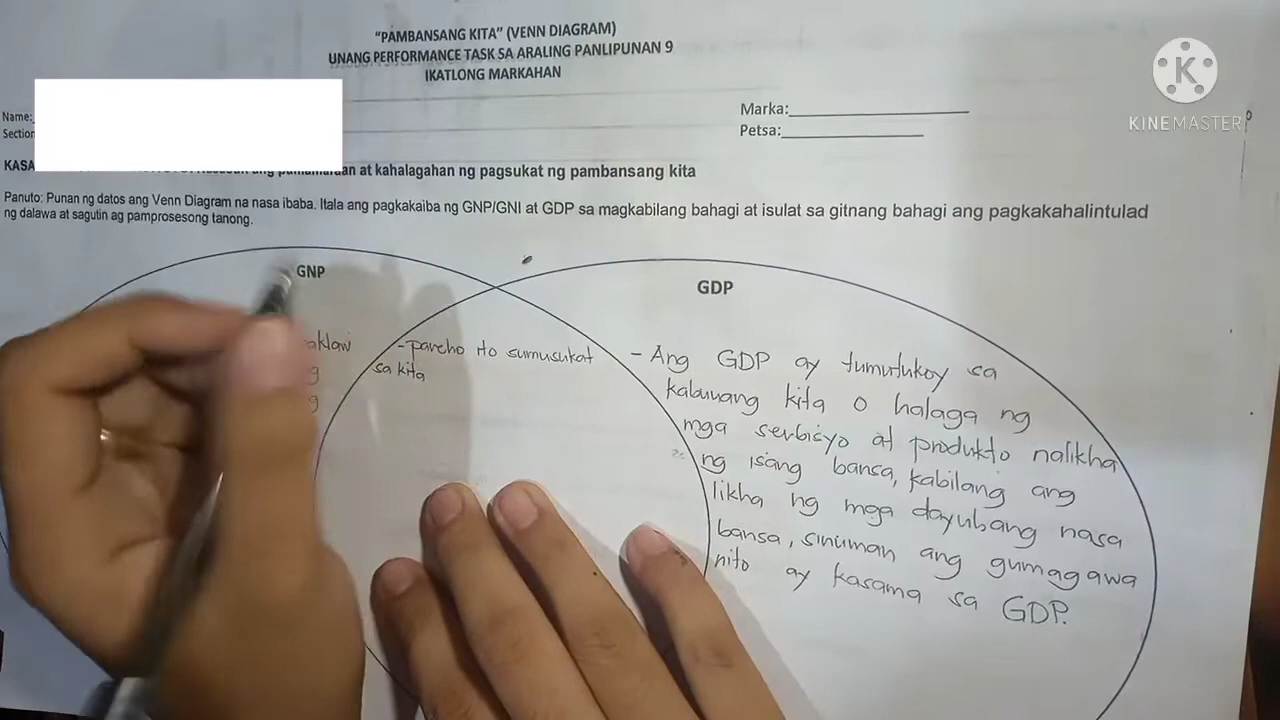 "PAMBANSANG KITA" (VENN DIAGRAM)
UNANG PERFORMANCE TASK SA ARALING PANLIPUNAN 9
IKATLONG MARKAHAN
KINEMASTER
Name:
Section
Marka:
Petsa:
KASA
at kahalagahan ng pagsukat ng pambansang kita
Panuto: Punan ng datos ang Venn Diagram na nasa ibaba. Itala ang pagkakaiba ng GNP/GNI at GDP sa magkabilang bahagi at isulat sa gitnang bahagi ang pagkakahalintulad
ng dalawa at sagutin ag pamprosesong tanong.
GNP
- pareho ito sumusukat
sa kita
GDP
- Ang GDP ay tumutukoy sa
kabuuang kita o halaga ng
mga serbisyo at produkto nalikha
ng isang bansa, kabilang ang
likha ng mga dayuhang nasa
bansa, sinuman ang gumagawa
nito ay kasama sa GDP.